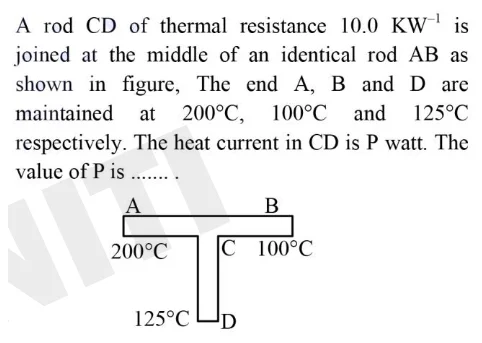 A rod CD of thermal resistance 10.0 KW⁻¹ is
joined at the middle of an identical rod AB as
shown in figure, The end A, B and D are
maintained at 200°C, 100°C and 125°C
respectively. The heat current in CD is P watt. The
value of P is ....... .
A B
200°C C 100°C
125°C D